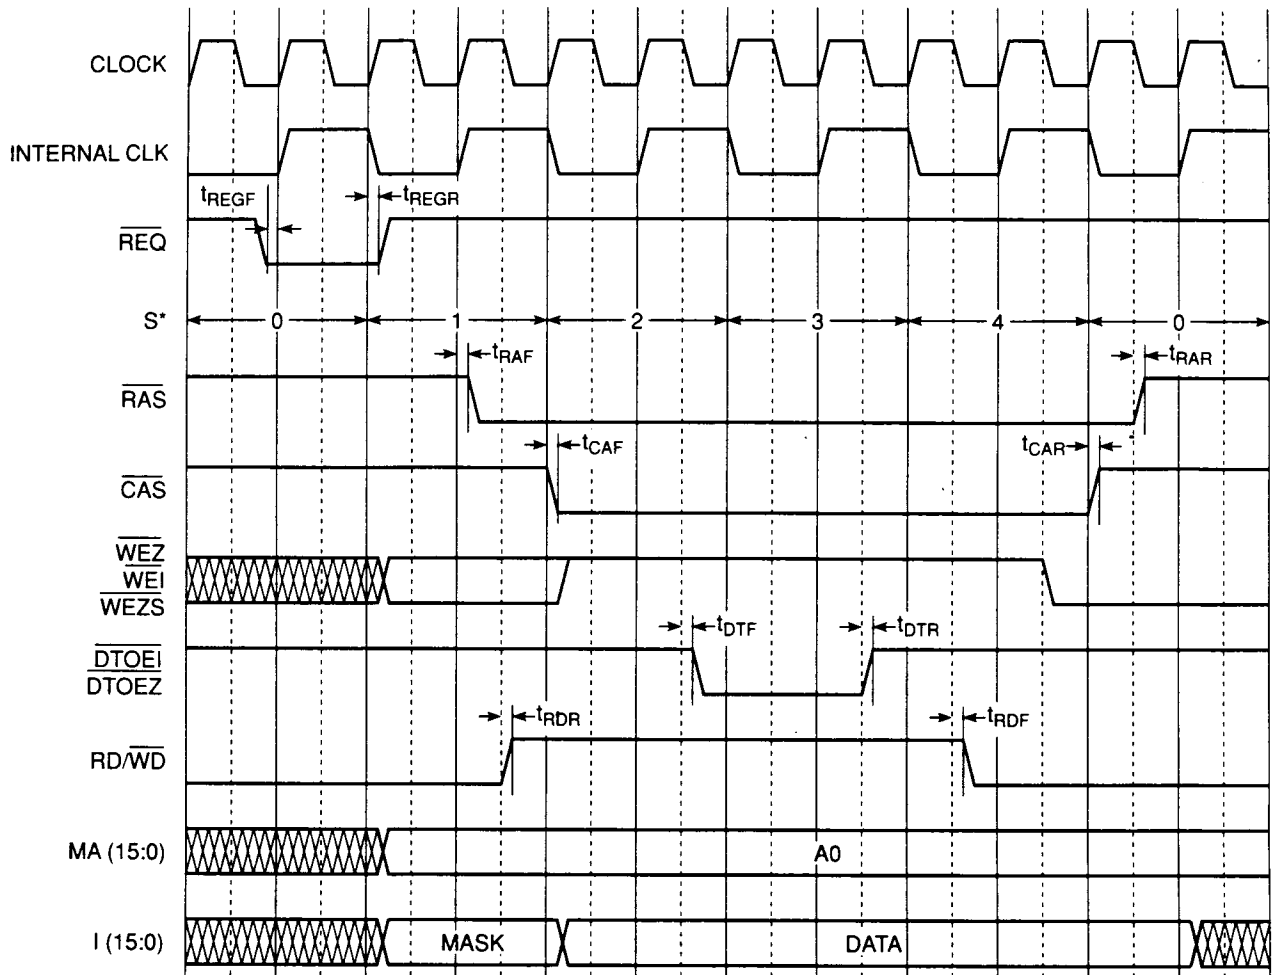 CLOCK
INTERNAL CLK
tREGF
tREGR
REQ
S*
0
1
2
3
4
0
tRAF
tRAR
RAS
tCAF
tCAR
CAS
WEZ
WEI
WEZS
tDTF
tDTR
DTOEI
DTOEZ
tRDR
tRDF
RD/WD
MA (15:0)
A0
I (15:0)
MASK
DATA